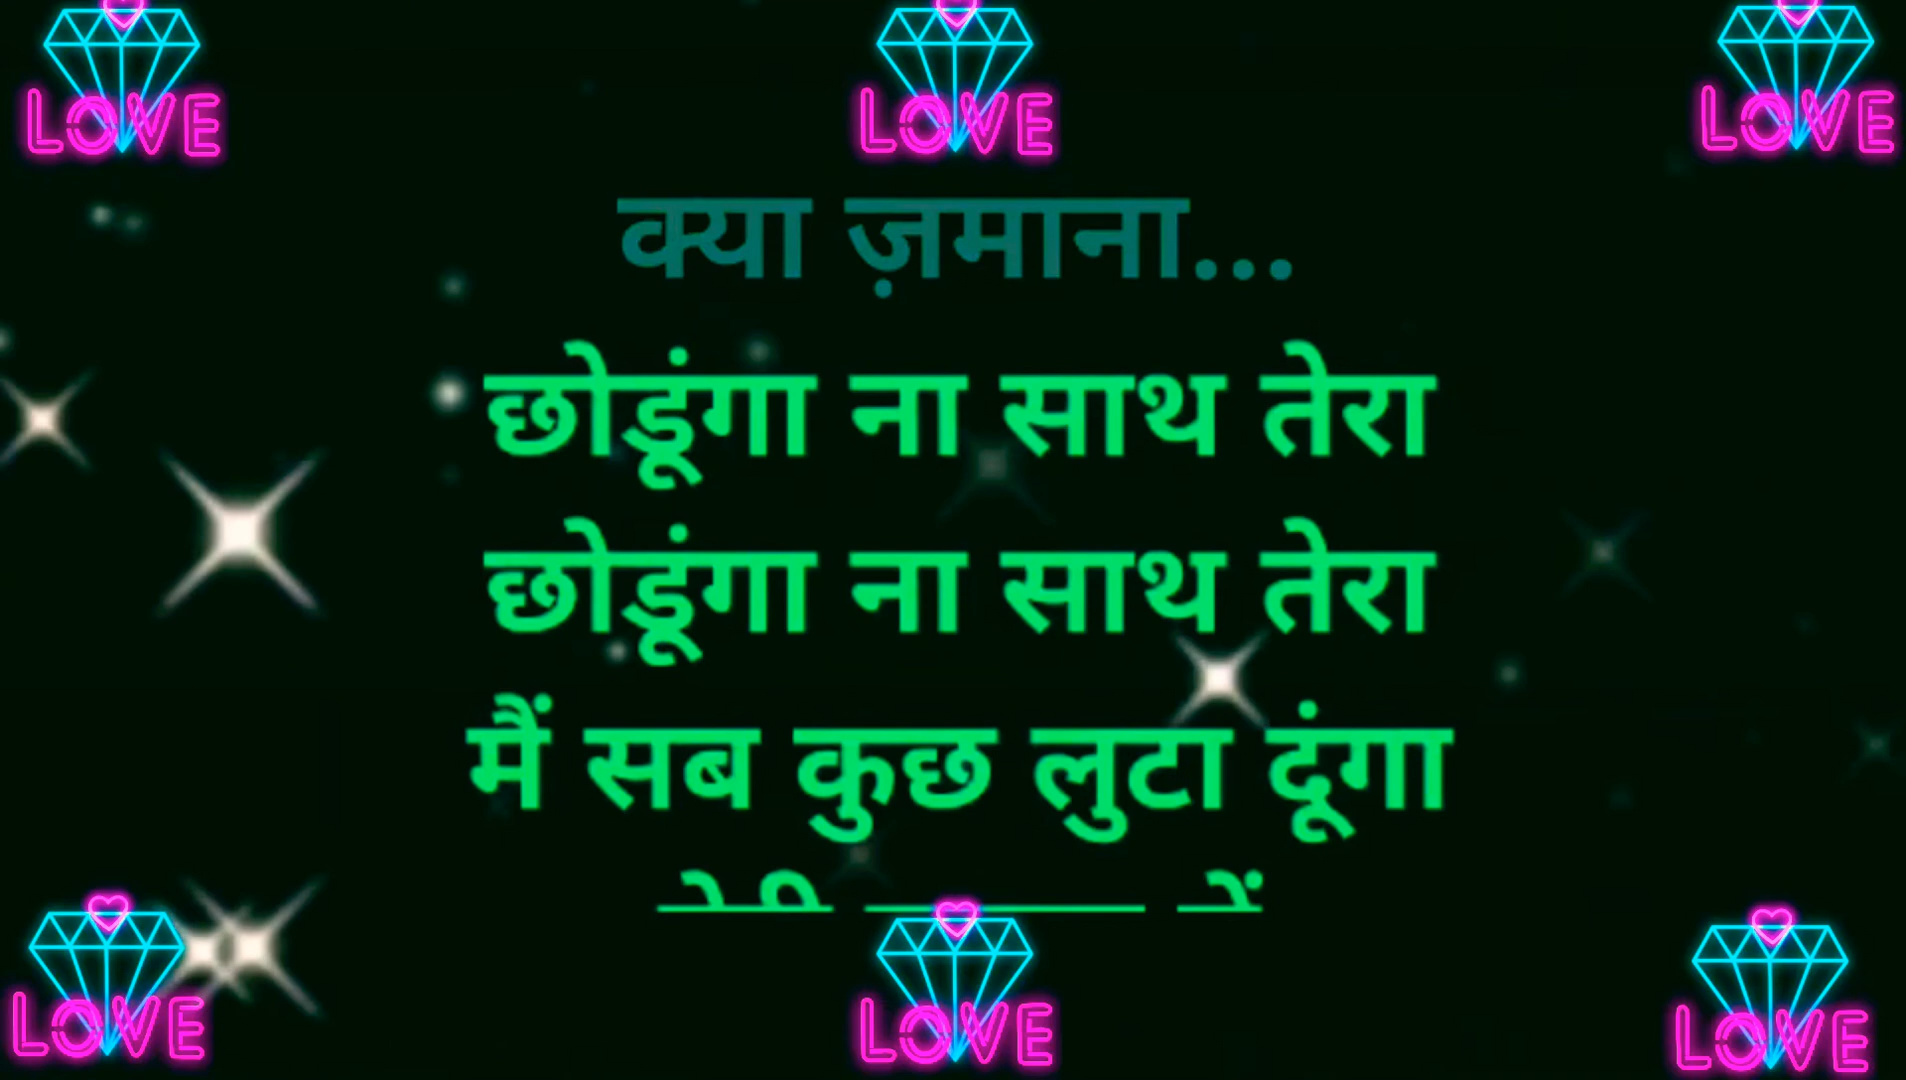 LOVE LOVE LOVE
क्या ज़माना...
छोडूंगा ना साथ तेरा
छोडूंगा ना साथ तेरा
मैं सब कुछ लुटा दूंगा
LOVE LOVE LOVE